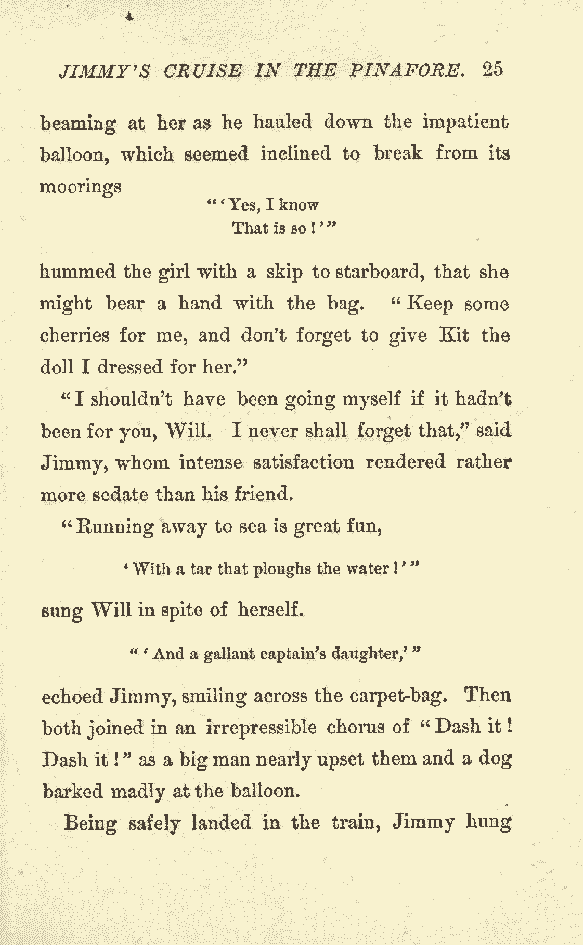 JIMMY'S CRUISE IN THE PINAFORE. 25
beaming at her as he hauled down the impatient
balloon, which seemed inclined to break from its
moorings
"'Yes, I know
That is so!'"
hummed the girl with a skip to starboard, that she
might bear a hand with the bag. "Keep some
cherries for me, and don't forget to give Kit the
doll I dressed for her."
"I shouldn't have been going myself if it hadn't
been for you, Will. I never shall forget that," said
Jimmy, whom intense satisfaction rendered rather
more sedate than his friend.
"Running away to sea is great fun,
'With a tar that ploughs the water!'"
sung Will in spite of herself.
"'And a gallant captain's daughter,'"
echoed Jimmy, smiling across the carpet-bag. Then
both joined in an irrepressible chorus of "Dash it!
Dash it!" as a big man nearly upset them and a dog
barked madly at the balloon.
Being safely landed in the train, Jimmy hung